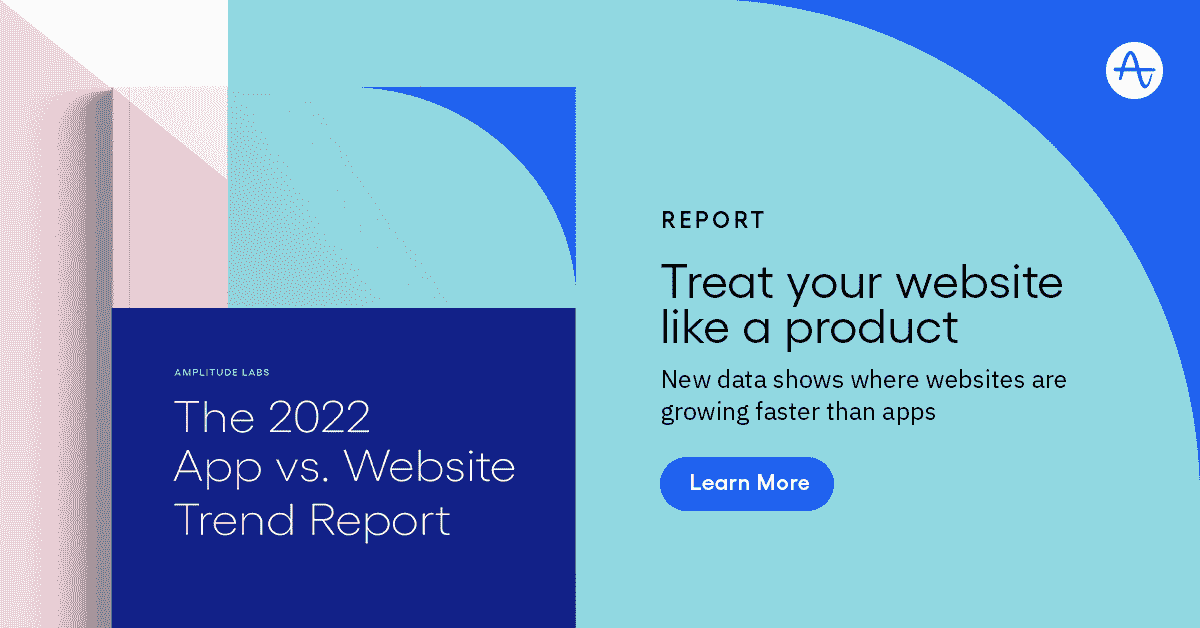 AMPLITUDE LABS
The 2022
App vs. Website
Trend Report
REPORT
Treat your website
like a product
New data shows where websites are
growing faster than apps
Learn More